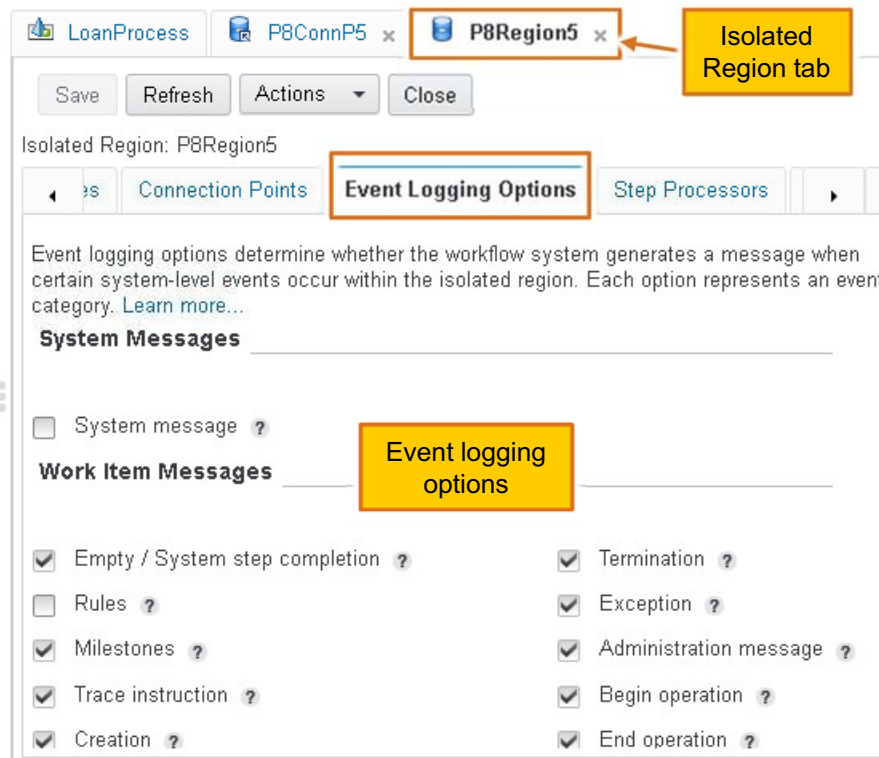 LoanProcess P8ConnP5 x P8Region5 x
Isolated
Region tab
Save Refresh Actions Close
Isolated Region: P8Region5
es Connection Points Event Logging Options Step Processors
Event logging options determine whether the workflow system generates a message when
certain system-level events occur within the isolated region. Each option represents an event
category. Learn more...
System Messages
System message ?
Work Item Messages
Event logging
options
Empty / System step completion ? Termination ?
Rules ? Exception ?
Milestones ? Administration message ?
Trace instruction ? Begin operation ?
Creation ? End operation ?